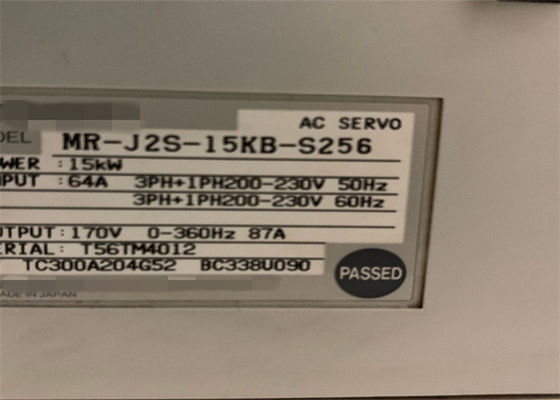 AC SERVO
DEL MR-J2S-15KB-S256
WER : 15kW
PUT : 64A 3PH+1PH200-230V 50Hz
3PH+1PH200-230V 60Hz
UTPUT: 170V 0-360Hz 87A
ERIAL: T56TM4012
TC300A204G52 BC338U090
PASSED
ADE IN JAPAN